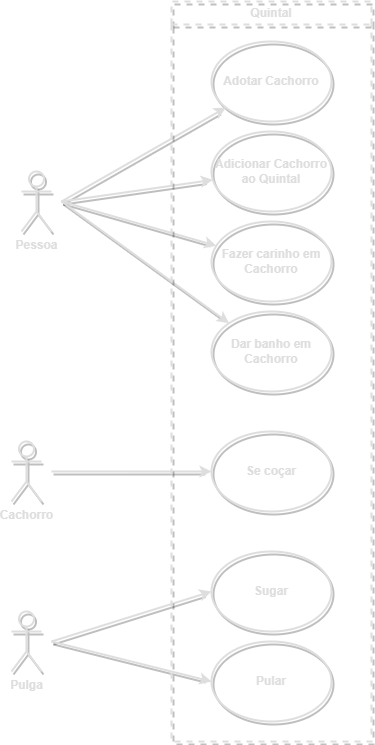 Quintal
Adotar Cachorro
Adicionar Cachorro
ao Quintal
Pessoa
Fazer carinho em
Cachorro
Dar banho em
Cachorro
Se coçar
Cachorro
Sugar
Pulga
Pular